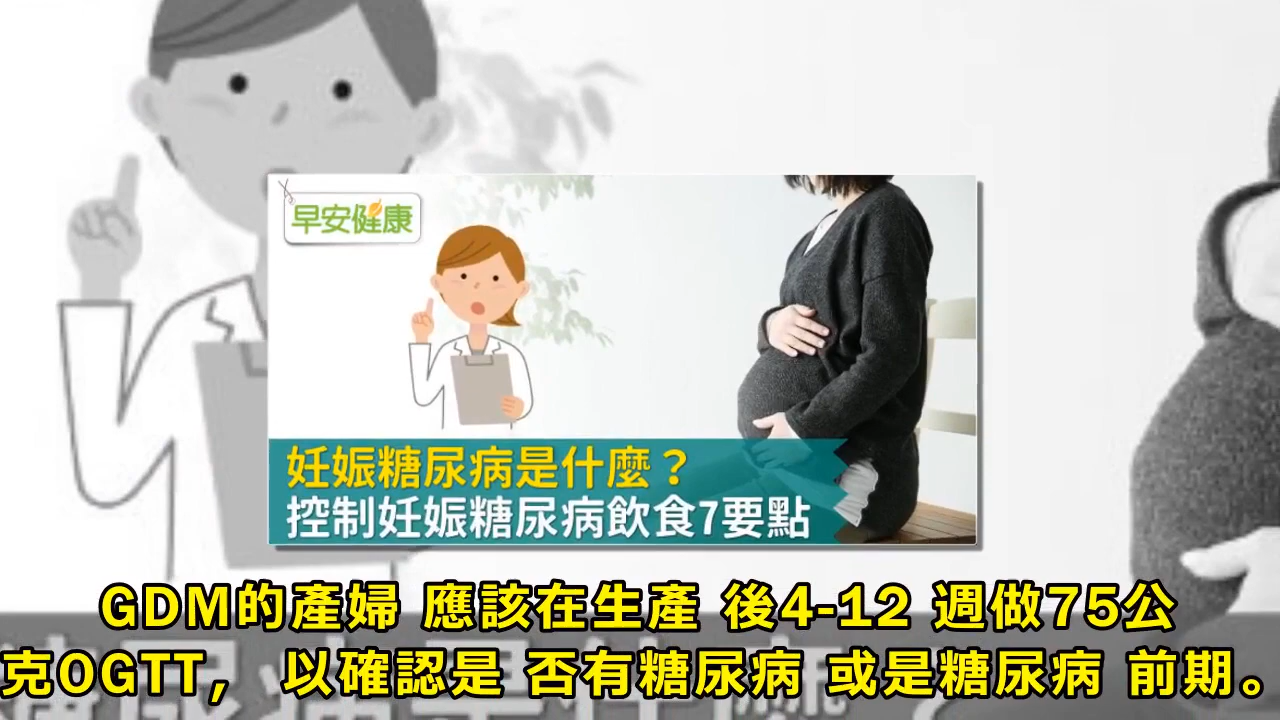 早安健康
妊娠糖尿病是什麼？
控制妊娠糖尿病飲食7要點
GDM的產婦 應該在生產 後4-12 週做75公
克OGTT, 以確認是 否有糖尿病 或是糖尿病 前期。